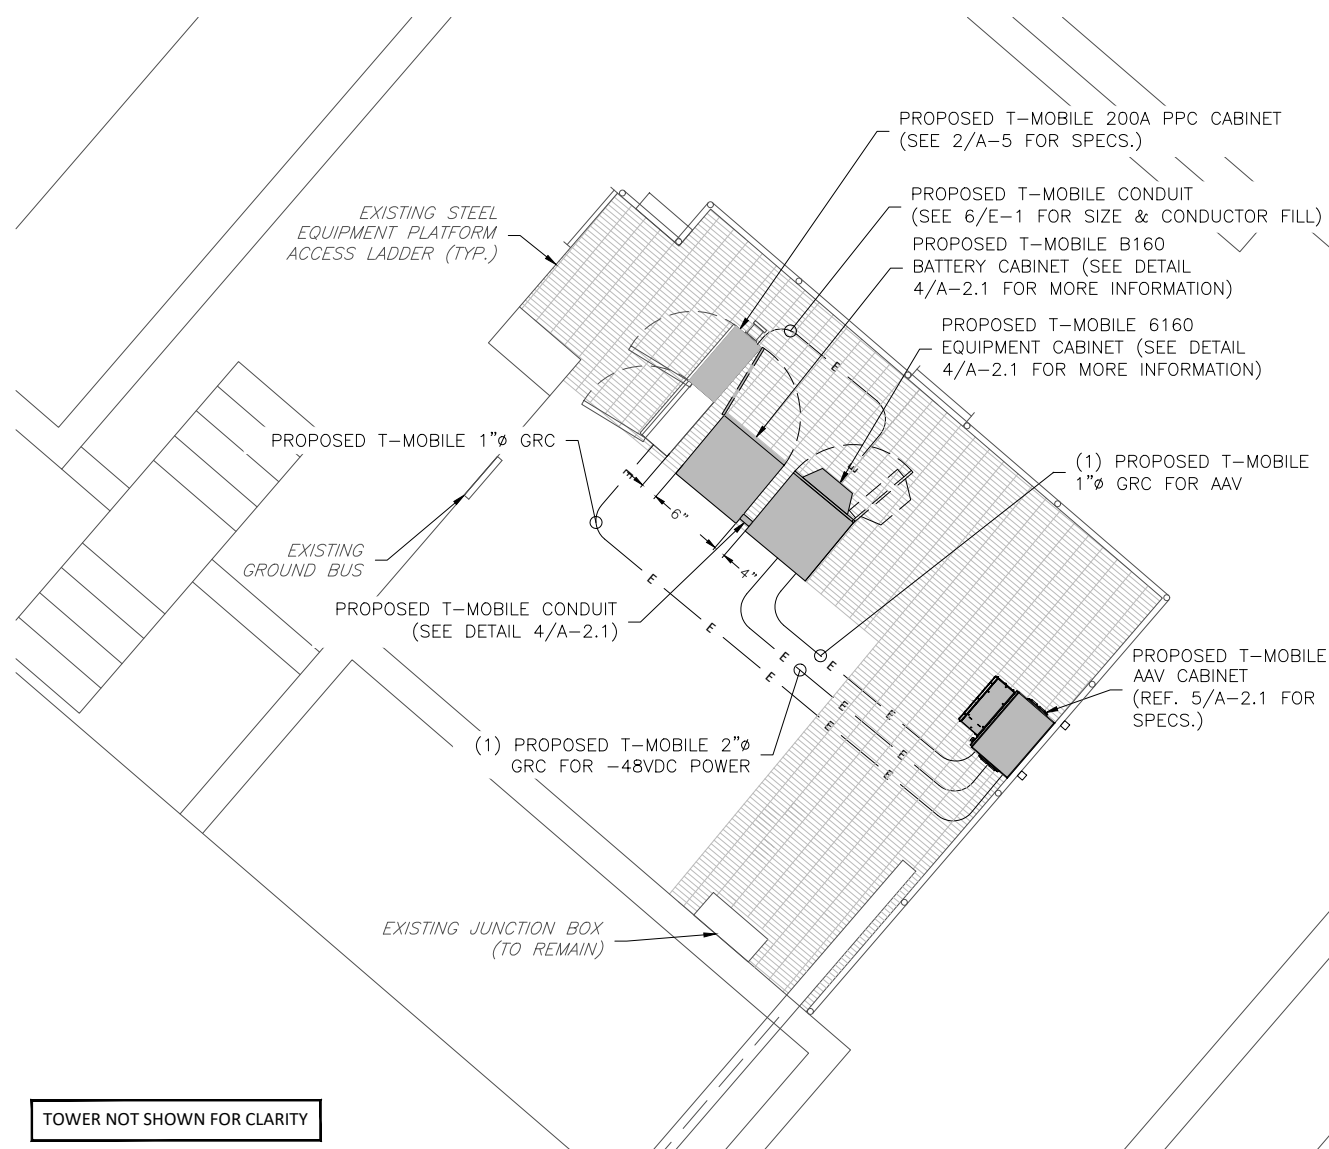 PROPOSED T-MOBILE 200A PPC CABINET
(SEE 2/A-5 FOR SPECS.)
PROPOSED T-MOBILE CONDUIT
(SEE 6/E-1 FOR SIZE & CONDUCTOR FILL)
EXISTING STEEL
EQUIPMENT PLATFORM
ACCESS LADDER (TYP.)
PROPOSED T-MOBILE B160
BATTERY CABINET (SEE DETAIL
4/A-2.1 FOR MORE INFORMATION)
PROPOSED T-MOBILE 6160
EQUIPMENT CABINET (SEE DETAIL
4/A-2.1 FOR MORE INFORMATION)
E
PROPOSED T-MOBILE 1"ø GRC
(1) PROPOSED T-MOBILE
1"ø GRC FOR AAV
E
E
6"
EXISTING
GROUND BUS
4"
E
PROPOSED T-MOBILE CONDUIT
(SEE DETAIL 4/A-2.1)
E
E
E
E
E
PROPOSED T-MOBILE
AAV CABINET
(REF. 5/A-2.1 FOR
SPECS.)
E
E
E
E
E
(1) PROPOSED T-MOBILE 2"ø
GRC FOR -48VDC POWER
EXISTING JUNCTION BOX
(TO REMAIN)
TOWER NOT SHOWN FOR CLARITY